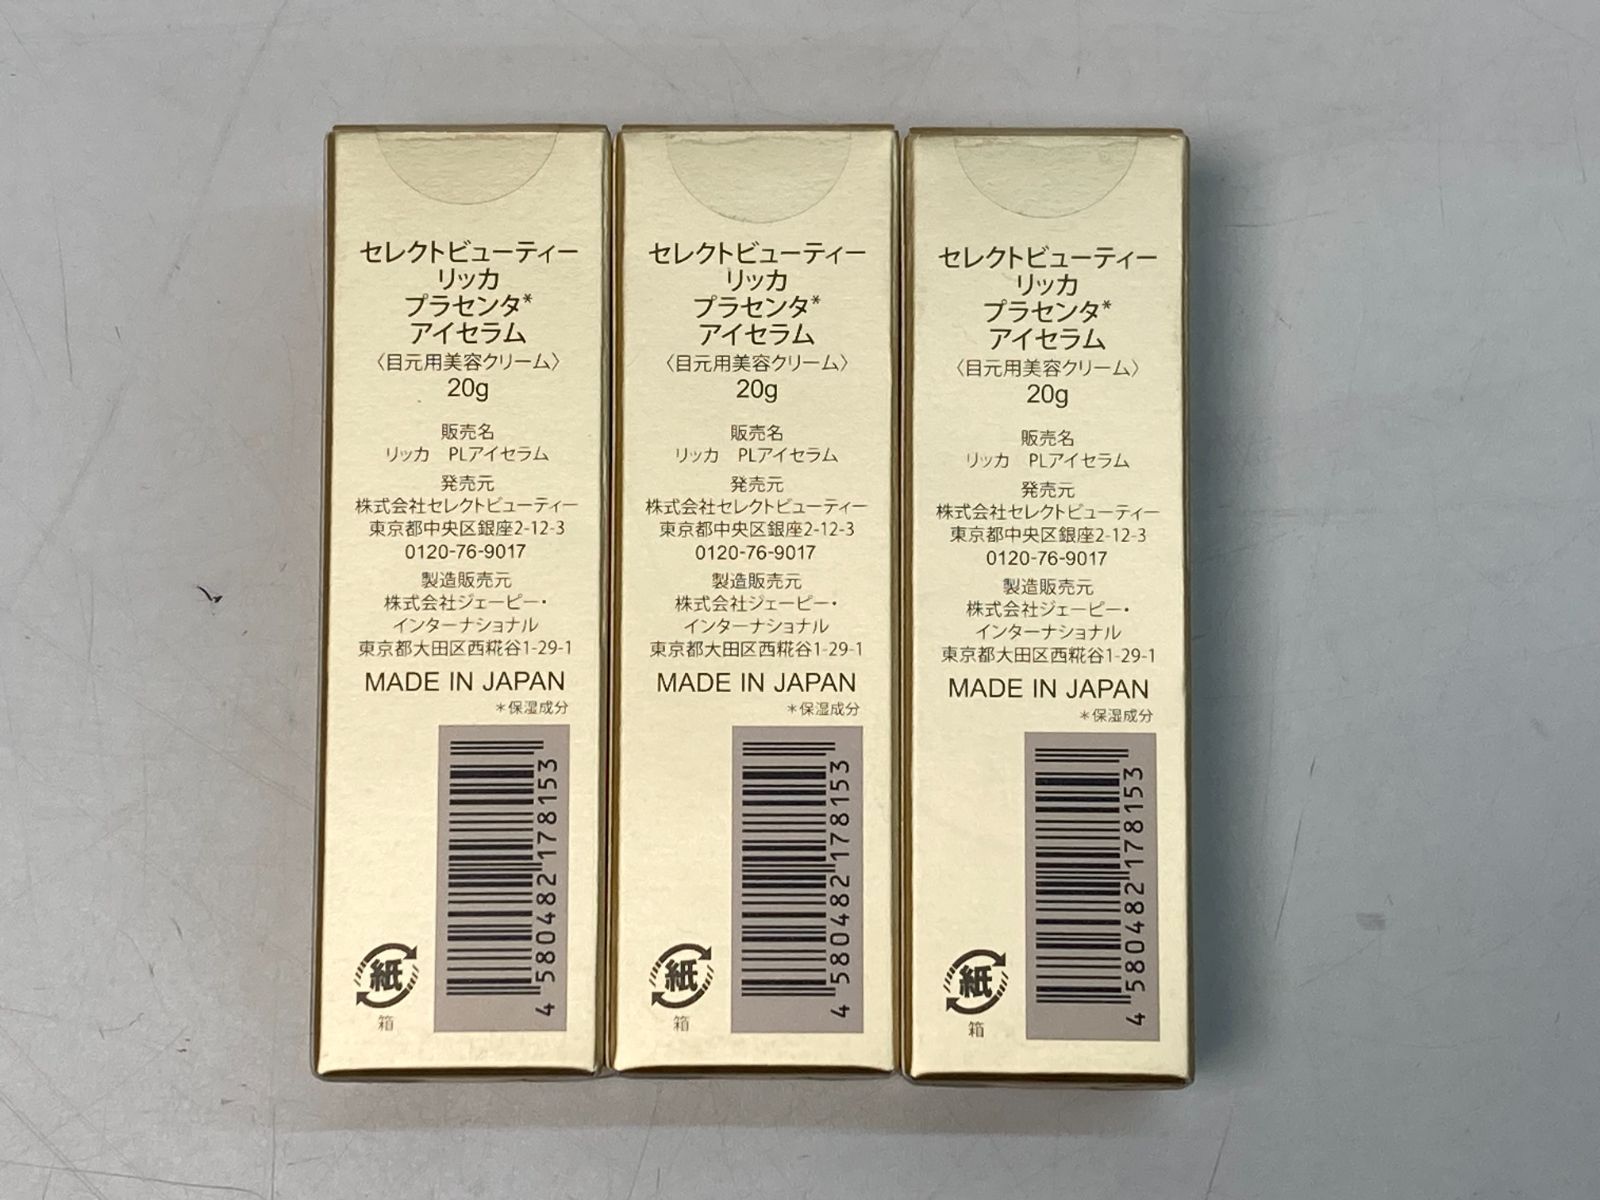 セレクトビューティー
リッカ
プラセンタ*
アイセラム
〈目元用美容クリーム〉
20g
販売名
リッカ PLアイセラム
発売元
株式会社セレクトビューティー
東京都中央区銀座2-12-3
0120-76-9017
製造販売元
株式会社ジェーピー・
インターナショナル
東京都大田区西糀谷1-29-1
MADE IN JAPAN
*保湿成分
4580482178153
紙
箱
セレクトビューティー
リッカ
プラセンタ*
アイセラム
〈目元用美容クリーム〉
20g
販売名
リッカ PLアイセラム
発売元
株式会社セレクトビューティー
東京都中央区銀座2-12-3
0120-76-9017
製造販売元
株式会社ジェーピー・
インターナショナル
東京都大田区西糀谷1-29-1
MADE IN JAPAN
*保湿成分
4580482178153
紙
箱
セレクトビューティー
リッカ
プラセンタ*
アイセラム
〈目元用美容クリーム〉
20g
販売名
リッカ PLアイセラム
発売元
株式会社セレクトビューティー
東京都中央区銀座2-12-3
0120-76-9017
製造販売元
株式会社ジェーピー・
インターナショナル
東京都大田区西糀谷1-29-1
MADE IN JAPAN
*保湿成分
4580482178153
紙
箱